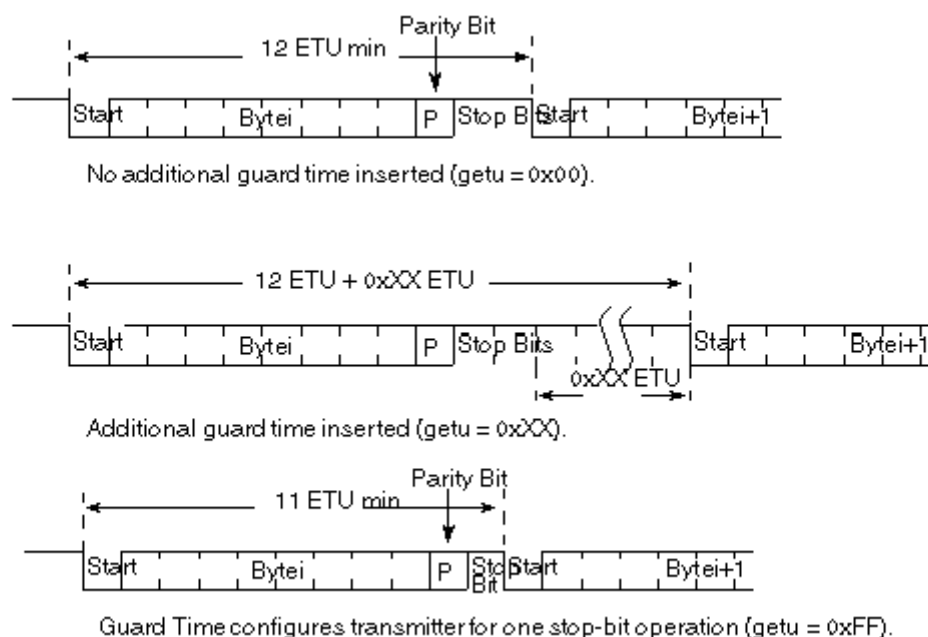 Parity Bit
12 ETU min
Start Bytei P Stop Bits Start Bytei+1
No additional guard time inserted (getu = 0x00).
12 ETU + 0xXX ETU
Start Bytei P Stop Bits Start Bytei+1
0xXX ETU
Additional guard time inserted (getu = 0xXX).
Parity Bit
11 ETU min
Start Bytei P Stop Bit Start Bytei+1
Guard Time configures transmitter for one stop-bit operation (getu = 0xFF).